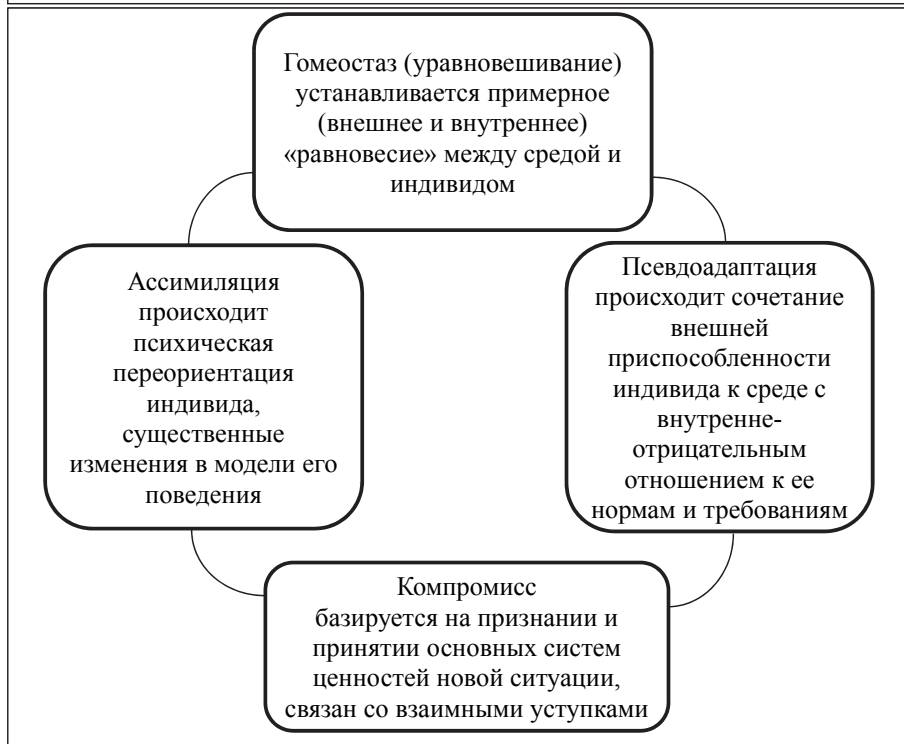 Гомеостаз (уравновешивание)
устанавливается примерное
(внешнее и внутреннее)
«равновесие» между средой и
индивидом
Ассимиляция
происходит
психическая
переориентация
индивида,
существенные
изменения в модели его
поведения
Псевдоадаптация
происходит сочетание
внешней
приспособленности
индивида к среде с
внутренне-
отрицательным
отношением к ее
нормам и требованиям
Компромисс
базируется на признании и
принятии основных систем
ценностей новой ситуации,
связан со взаимными уступками